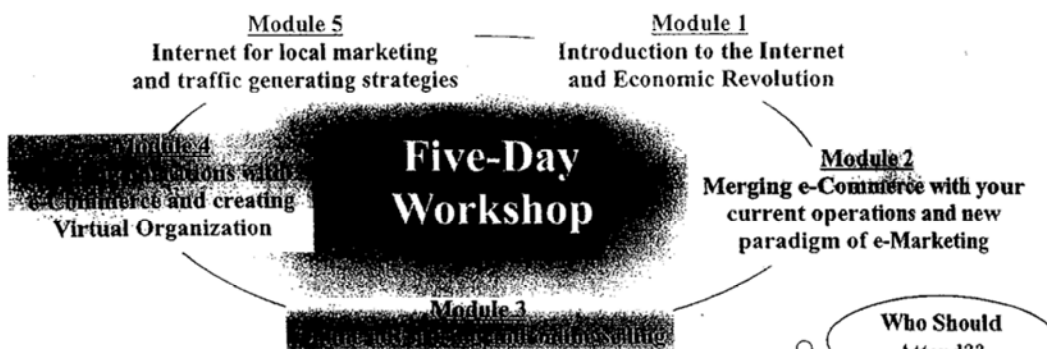 Module 5
Internet for local marketing
and traffic generating strategies
Module 1
Introduction to the Internet
and Economic Revolution
Five-Day
Workshop
Module 2
Merging e-Commerce with your
current operations and new
paradigm of e-Marketing
Module 4
with
e-Commerce and creating
Virtual Organization
Module 3
Who Should